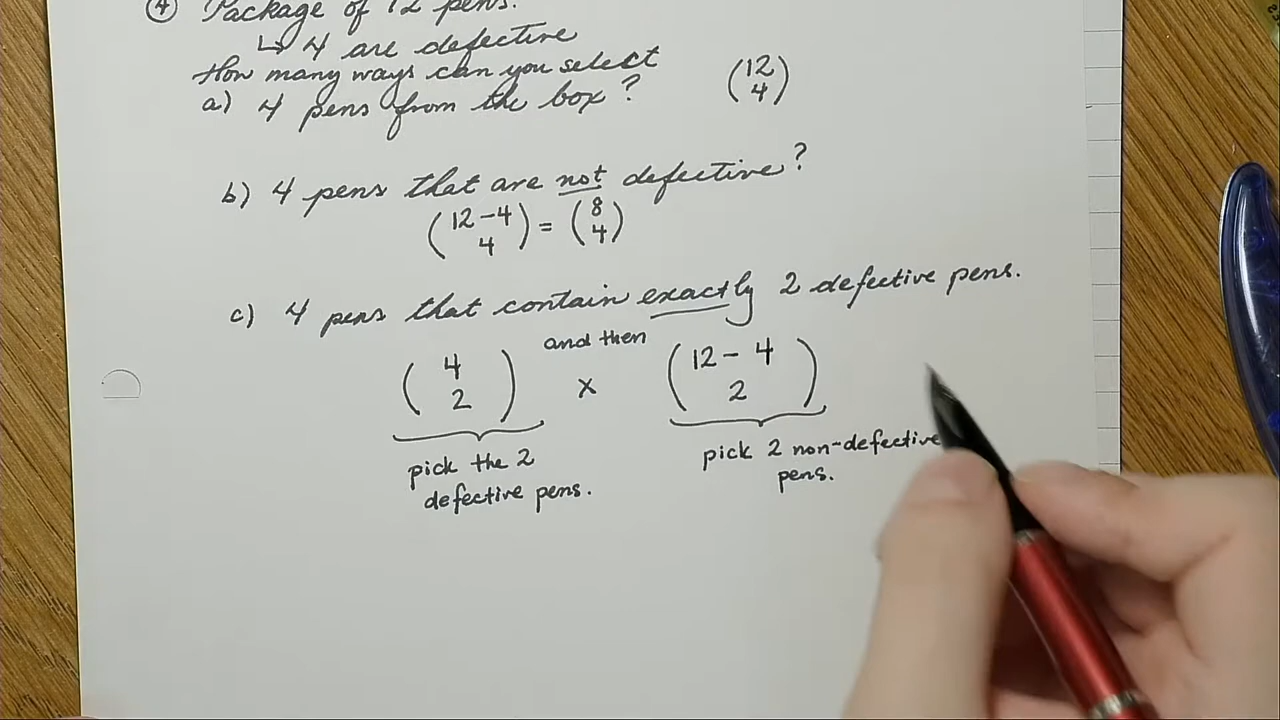 ④ Package of 12 pens.
↳ 4 are defective
How many ways can you select
a) 4 pens from the box? (12 4)
b) 4 pens that are not defective?
(12-4 4) = (8 4)
c) 4 pens that contain exactly 2 defective pens.
and then
(4 2) x (12-4 2)
pick the 2
defective pens.
pick 2 non-defective
pens.